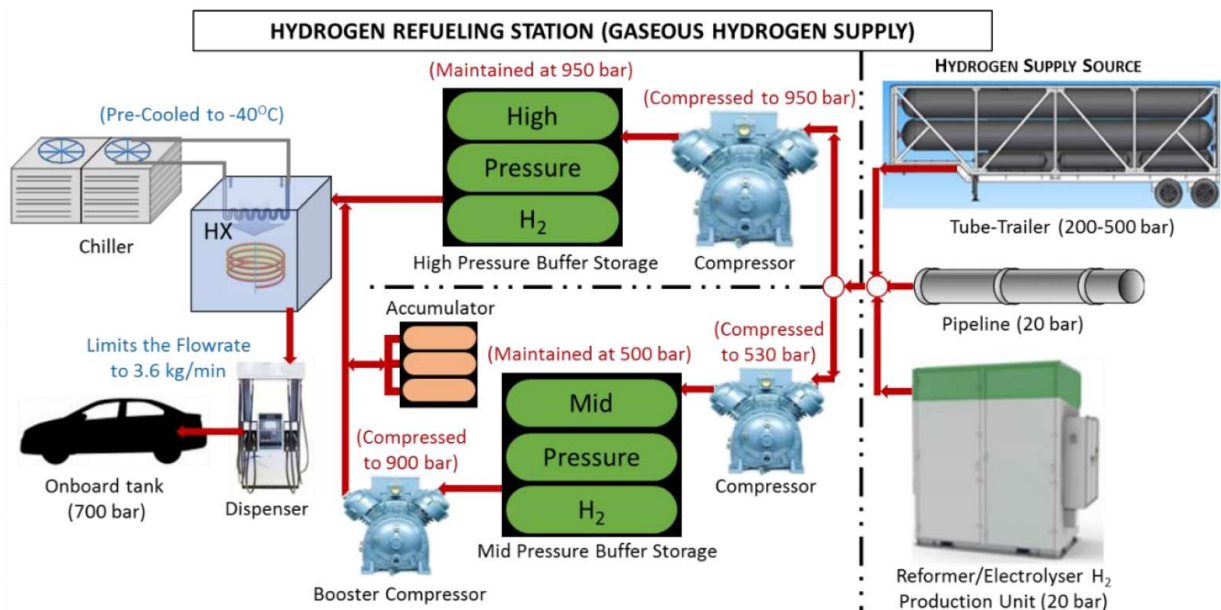 HYDROGEN REFUELING STATION (GASEOUS HYDROGEN SUPPLY)
HYDROGEN SUPPLY SOURCE
(Maintained at 950 bar)
(Compressed to 950 bar)
(Pre-Cooled to -40⁰C)
High
Pressure
H₂
HX
Chiller
High Pressure Buffer Storage
Compressor
Tube-Trailer (200-500 bar)
Accumulator
Pipeline (20 bar)
(Compressed
to 530 bar)
Limits the Flowrate
to 3.6 kg/min
(Maintained at 500 bar)
Mid
Pressure
H₂
(Compressed
to 900 bar)
Compressor
Onboard tank
(700 bar)
Dispenser
Mid Pressure Buffer Storage
Booster Compressor
Reformer/Electrolyser H₂
Production Unit (20 bar)